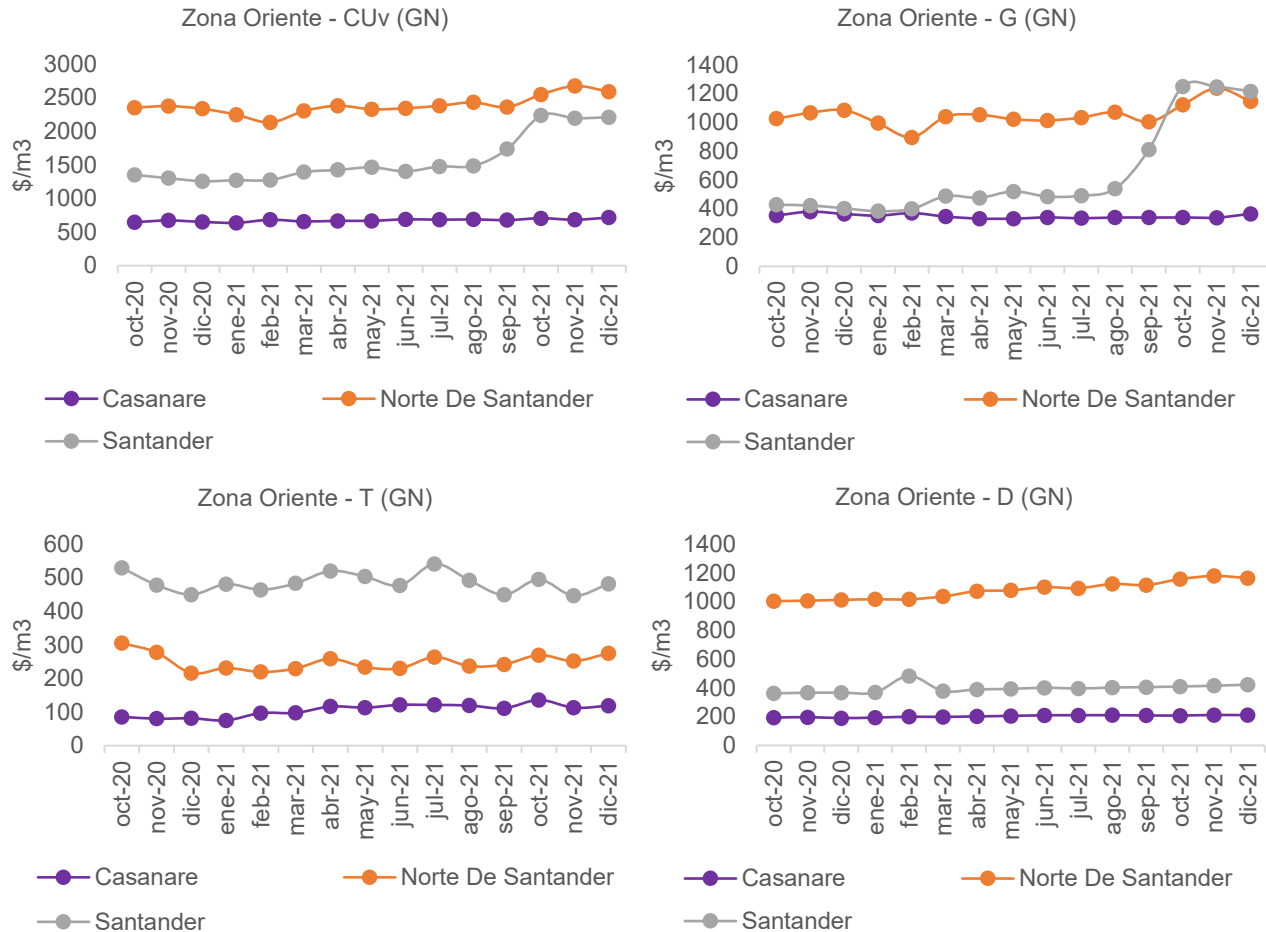 Zona Oriente - CUv (GN)
3000
2500
2000
1500
1000
500
0
$/m3
oct-20
nov-20
dic-20
ene-21
feb-21
mar-21
abr-21
may-21
jun-21
jul-21
ago-21
sep-21
oct-21
nov-21
dic-21
Casanare
Norte De Santander
Santander
Zona Oriente - G (GN)
1400
1200
1000
800
600
400
200
0
$/m3
oct-20
nov-20
dic-20
ene-21
feb-21
mar-21
abr-21
may-21
jun-21
jul-21
ago-21
sep-21
oct-21
nov-21
dic-21
Casanare
Norte De Santander
Santander
Zona Oriente - T (GN)
600
500
400
300
200
100
0
$/m3
oct-20
nov-20
dic-20
ene-21
feb-21
mar-21
abr-21
may-21
jun-21
jul-21
ago-21
sep-21
oct-21
nov-21
dic-21
Casanare
Norte De Santander
Santander
Zona Oriente - D (GN)
1400
1200
1000
800
600
400
200
0
$/m3
oct-20
nov-20
dic-20
ene-21
feb-21
mar-21
abr-21
may-21
jun-21
jul-21
ago-21
sep-21
oct-21
nov-21
dic-21
Casanare
Norte De Santander
Santander